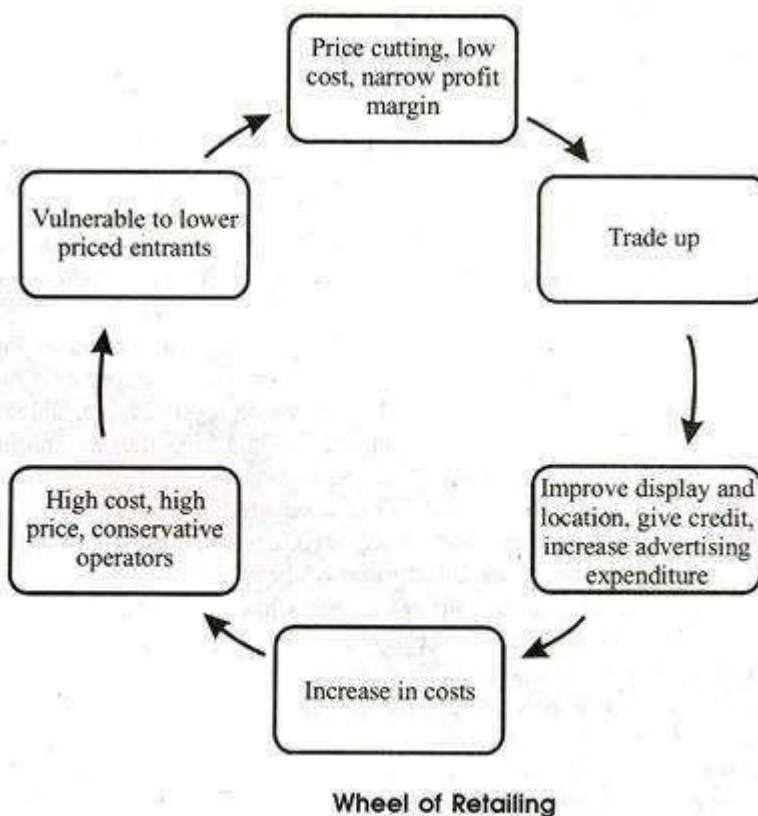 Price cutting, low
cost, narrow profit
margin
Trade up
Improve display and
location, give credit,
increase advertising
expenditure
Increase in costs
High cost, high
price, conservative
operators
Vulnerable to lower
priced entrants
Wheel of Retailing